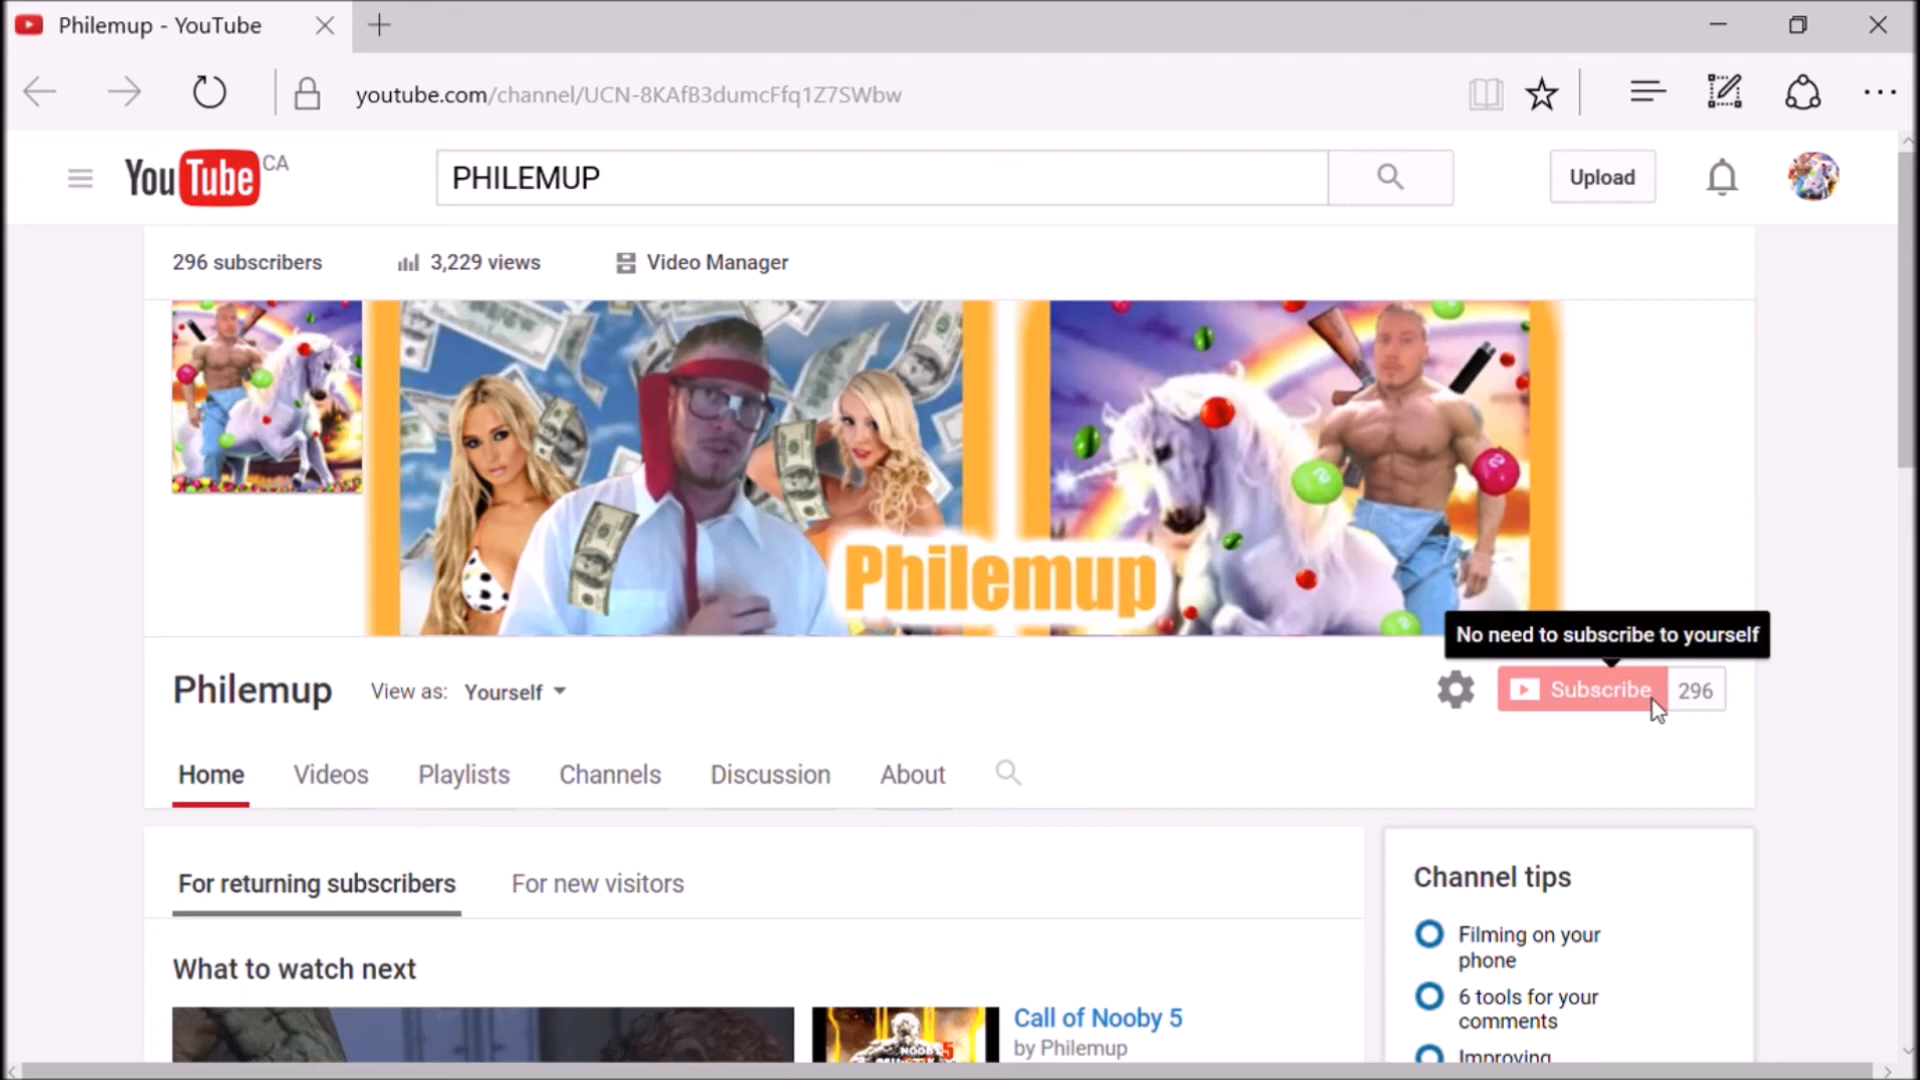 Philemup - YouTube
youtube.com/channel/UCN-8KAfB3dumcFfq1Z7SWbw
YouTube CA
PHILEMUP
Upload
296 subscribers
3,229 views
Video Manager
Philemup
No need to subscribe to yourself
Philemup
View as: Yourself
Subscribe 296
Home
Videos
Playlists
Channels
Discussion
About
For returning subscribers
For new visitors
What to watch next
Call of Nooby 5
by Philemup
Channel tips
Filming on your
phone
6 tools for your
comments
Improving